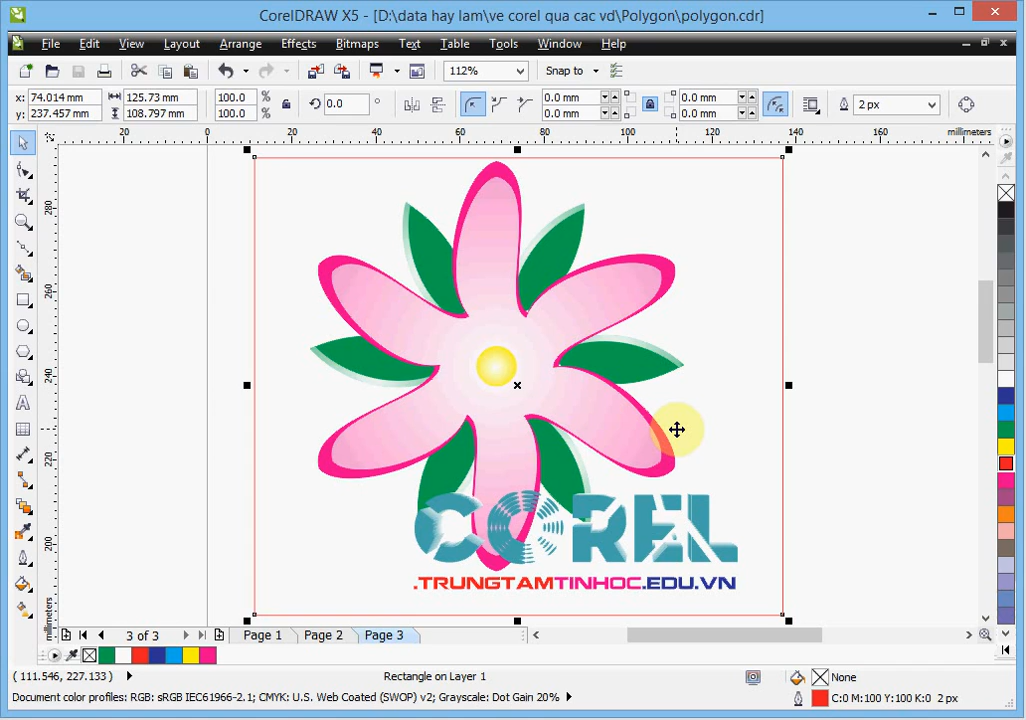 CorelDRAW X5 - [D:\data hay lam\ve corel qua cac vd\Polygon\polygon.cdr]
File Edit View Layout Arrange Effects Bitmaps Text Table Tools Window Help
112% Snap to
x: 74.014 mm 125.73 mm 100.0 % 0.0 ° 0.0 mm 0.0 mm 2 px
y: 237.457 mm 108.797 mm 100.0 % 0.0 mm 0.0 mm
20 0 20 40 60 80 100 120 140 160 millimeters
280
260
240
220
200
millimeters
COREL
.TRUNGTAMTINHOC.EDU.VN
3 of 3 Page 1 Page 2 Page 3
( 111.546, 227.133 ) Rectangle on Layer 1 None
Document color profiles: RGB: sRGB IEC61966-2.1; CMYK: U.S. Web Coated (SWOP) v2; Grayscale: Dot Gain 20% C:0 M:100 Y:100 K:0 2 px